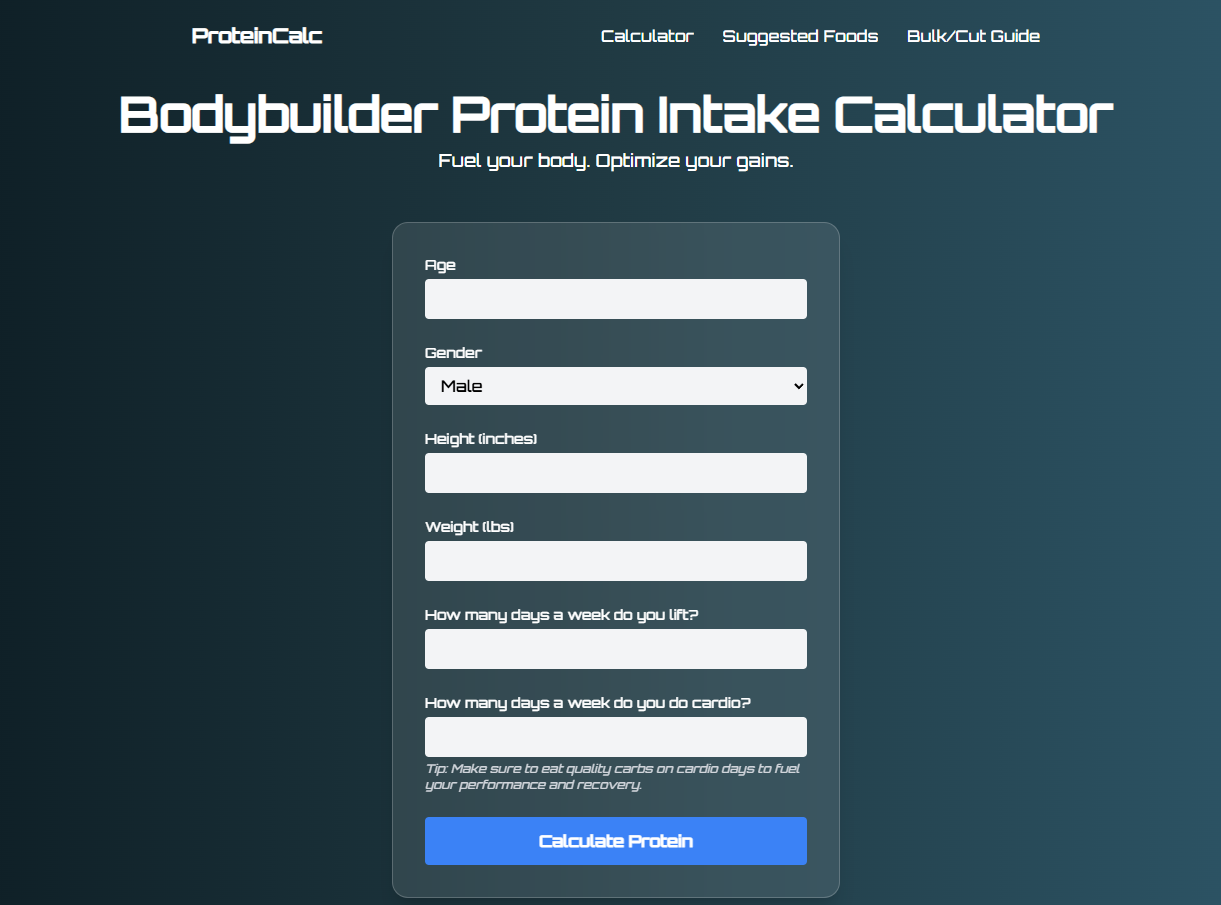 ProteinCalc
Calculator Suggested Foods Bulk/Cut Guide
Bodybuilder Protein Intake Calculator
Fuel your body. Optimize your gains.
Age
Gender
Male
Height (inches)
Weight (lbs)
How many days a week do you lift?
How many days a week do you do cardio?
Tip: Make sure to eat quality carbs on cardio days to fuel
your performance and recovery.
Calculate Protein